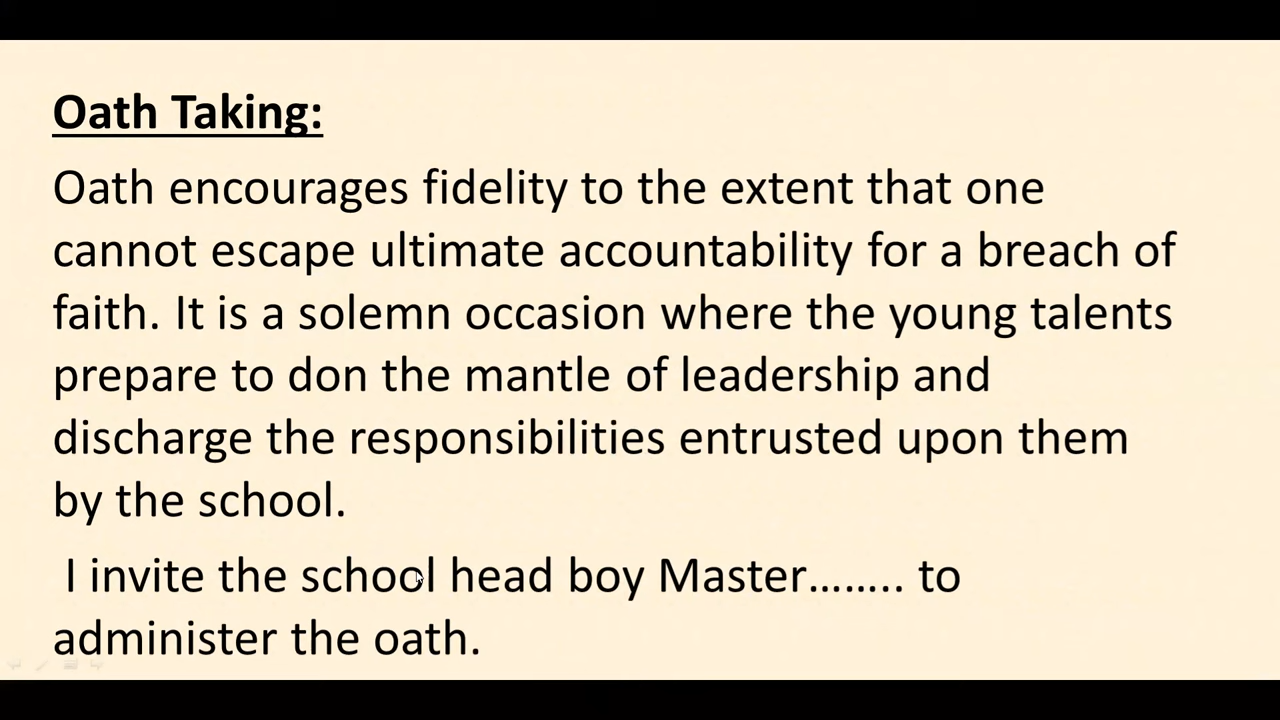 Oath Taking:
Oath encourages fidelity to the extent that one
cannot escape ultimate accountability for a breach of
faith. It is a solemn occasion where the young talents
prepare to don the mantle of leadership and
discharge the responsibilities entrusted upon them
by the school.
I invite the school head boy Master…….. to
administer the oath.